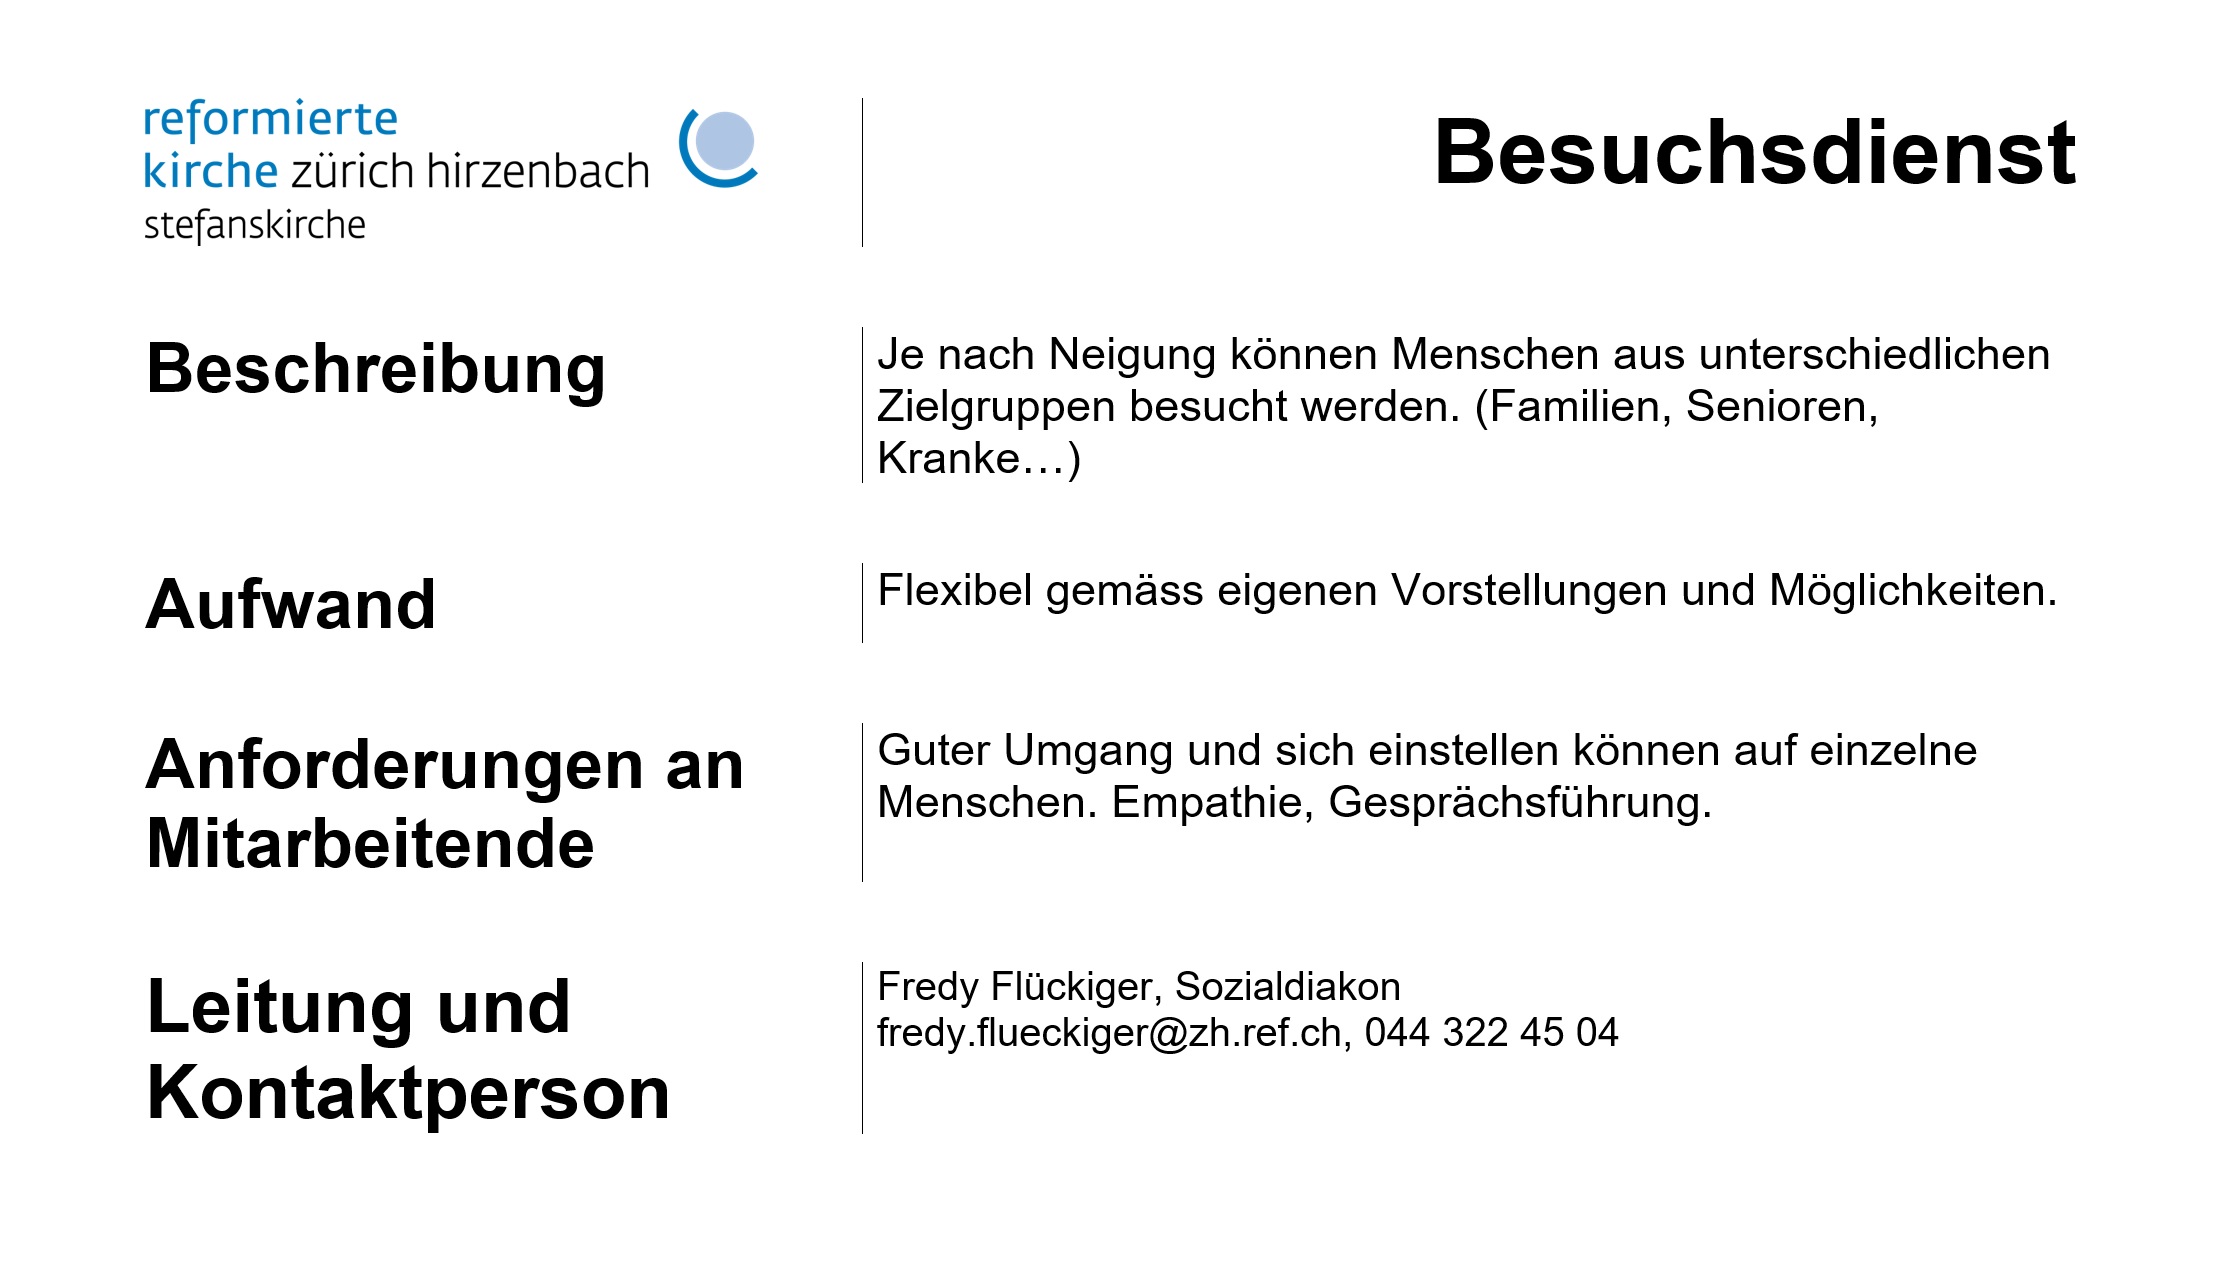 reformierte
kirche zürich hirzenbach
stefanskirche
Besuchsdienst
Beschreibung
Je nach Neigung können Menschen aus unterschiedlichen
Zielgruppen besucht werden. (Familien, Senioren,
Kranke…)
Aufwand
Flexibel gemäss eigenen Vorstellungen und Möglichkeiten.
Anforderungen an
Mitarbeitende
Guter Umgang und sich einstellen können auf einzelne
Menschen. Empathie, Gesprächsführung.
Leitung und
Kontaktperson
Fredy Flückiger, Sozialdiakon
fredy.flueckiger@zh.ref.ch, 044 322 45 04